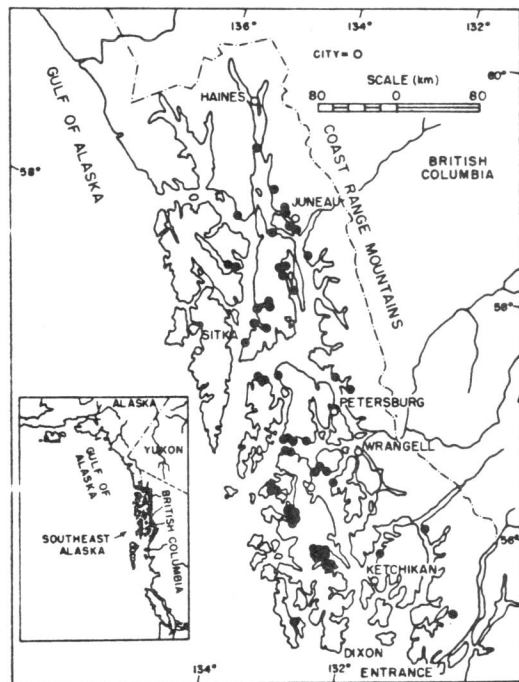 136°
134°
132°
CITY = O
60°
SCALE (km)
80 0 80
GULF OF ALASKA
HAINES
COAST RANGE MOUNTAINS
58°
BRITISH
COLUMBIA
JUNEAU
58°
SITKA
PETERSBURG
ALASKA
WRANGELL
YUKON
GULF OF
ALASKA
BRITISH COLUMBIA
SOUTHEAST
ALASKA
56°
KETCHIKAN
DIXON
ENTRANCE
134°
132°